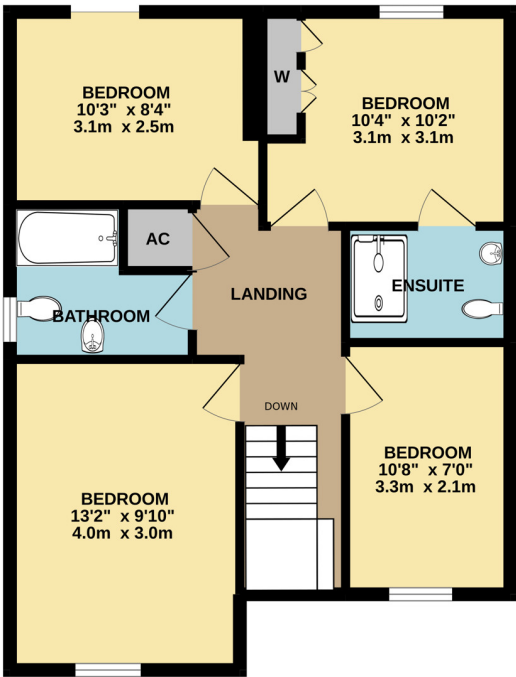 BEDROOM
10'3" x 8'4"
3.1m x 2.5m
W
BEDROOM
10'4" x 10'2"
3.1m x 3.1m
AC
BATHROOM
LANDING
ENSUITE
DOWN
BEDROOM
13'2" x 9'10"
4.0m x 3.0m
BEDROOM
10'8" x 7'0"
3.3m x 2.1m